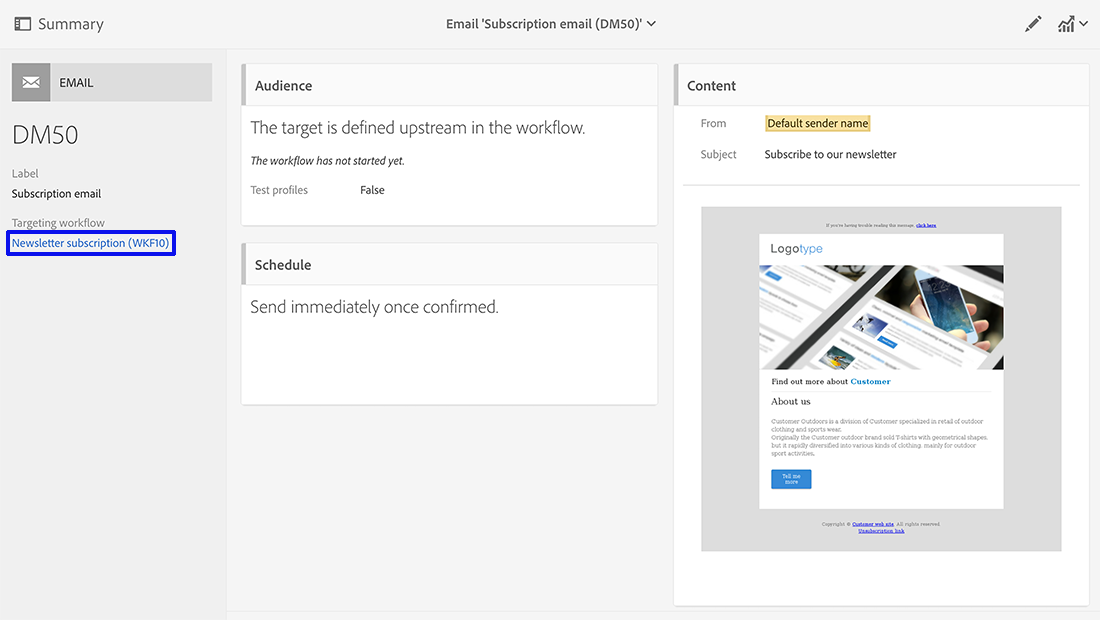 Summary
Email 'Subscription email (DM50)'
EMAIL
DM50
Label
Subscription email
Targeting workflow
Newsletter subscription (WKF10)
Audience
The target is defined upstream in the workflow.
The workflow has not started yet.
Test profiles False
Schedule
Send immediately once confirmed.
Content
From Default sender name
Subject Subscribe to our newsletter
If you're having trouble reading this message, click here
Logotype
Find out more about Customer
About us
Customer Outdoors is a division of Customer specialized in retail of outdoor
clothing and sports wear.
Originally the Customer outdoor brand sold T-shirts with geometrical shapes,
but it rapidly diversified into various kinds of clothing, mainly for outdoor
sport activities.
Tell me
more
Copyright © Customer web site. All rights reserved
Unsubscription link